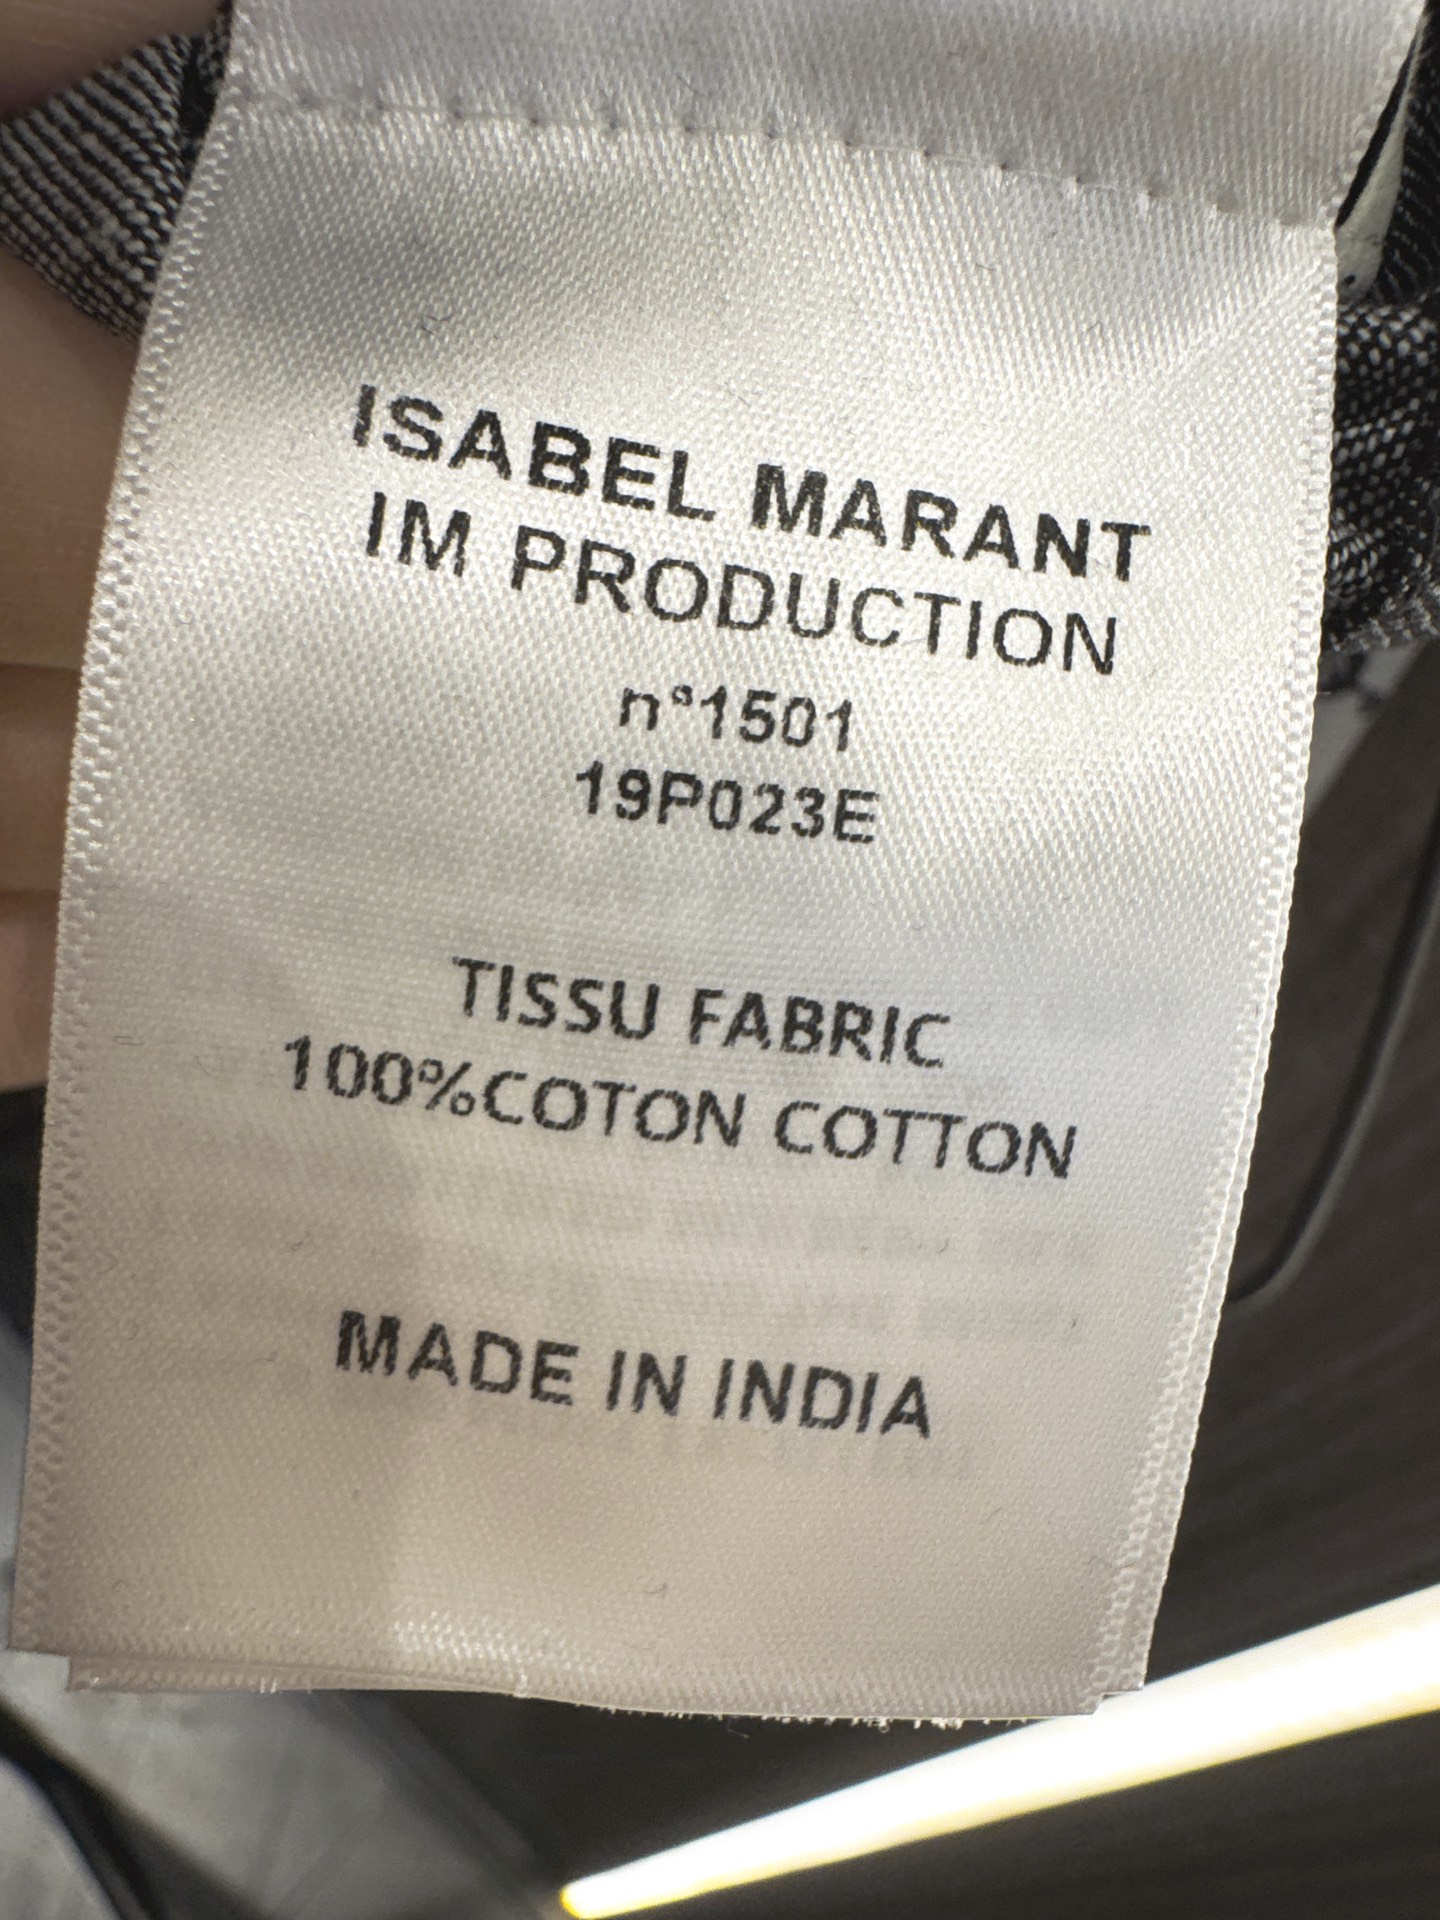 ISABEL MARANT
IM PRODUCTION
n°1501
19P023E
TISSU FABRIC
100%COTON COTTON
MADE IN INDIA